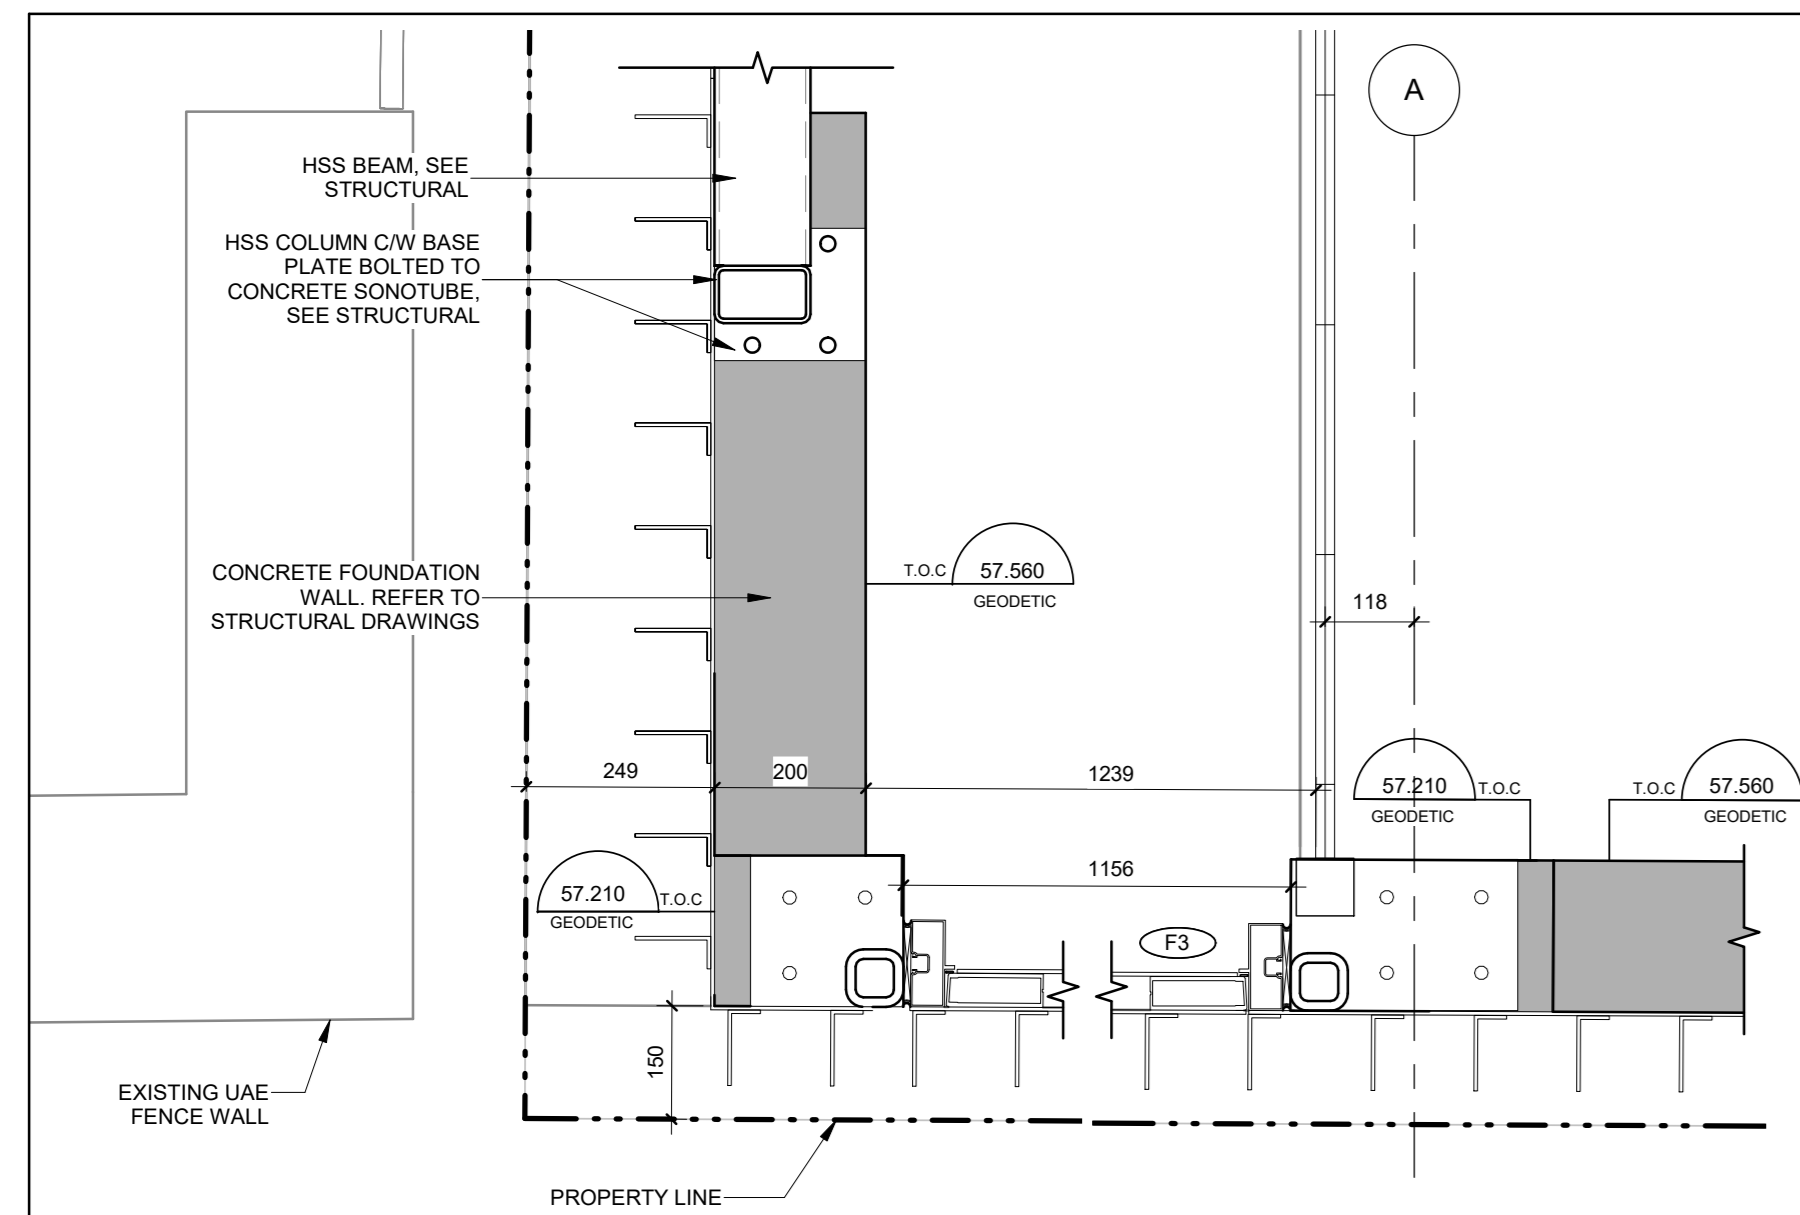 A
HSS BEAM, SEE
STRUCTURAL
HSS COLUMN C/W BASE
PLATE BOLTED TO
CONCRETE SONOTUBE,
SEE STRUCTURAL
CONCRETE FOUNDATION
WALL. REFER TO
STRUCTURAL DRAWINGS
T.O.C
57.560
GEODETIC
118
249
200
1239
57.210
T.O.C
GEODETIC
T.O.C
57.560
GEODETIC
1156
57.210
T.O.C
GEODETIC
F3
150
EXISTING UAE
FENCE WALL
PROPERTY LINE